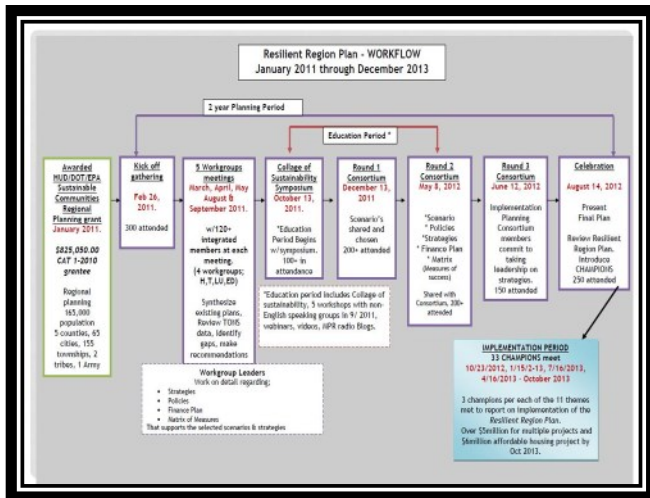 Resilient Region Plan - WORKFLOW
January 2011 through December 2013
2 year Planning Period
Education Period *
Awarded
HUD/DOT/EPA
Sustainable
Communities
Regional
Planning grant
January 2011.
$825,050.00
CAT 1-2010
grantee
Regional
planning
165,000
population
5 counties, 65
cities, 155
townships, 2
tribes, 1 Army
Kick off
gathering
Feb 26,
2011.
300 attended
5 Workgroups
meetings
March, April, May
August &
September 2011.
w/120+
integrated
members at each
meeting.
(4 workgroups;
H,T,LU,ED)
Synthesize
existing plans,
Review TONS
data, identify
gaps, make
recommendations
Collage of
Sustainability
Symposium
October 13,
2011.
*Education
Period Begins
w/symposium.
100+ in
attendance
Round 1
Consortium
December 13,
2011
Scenario's
shared and
chosen
200+ attended
Round 2
Consortium
May 8, 2012
*Scenario
* Policies
*Strategies
* Finance Plan
* Matrix
(Measures of
success)
Shared with
Consortium, 200+
attended
Round 3
Consortium
June 12, 2012
Implementation
Planning
Consortium
members
commit to
taking
leadership on
strategies.
150 attended
Celebration
August 14, 2012
Present
Final Plan
Review Resilient
Region Plan.
Introduce
CHAMPIONS
250 attended
*Education period includes Collage of
sustainability, 5 workshops with non-
English speaking groups in 9/ 2011,
webinars, videos, MPR radio Blogs.
Workgroup Leaders
Work on detail regarding;
• Strategies
• Policies
• Finance Plan
• Matrix of Measures
That supports the selected scenarios & strategies
IMPLEMENTATION PERIOD
33 CHAMPIONS meet
10/23/2012, 1/15/2-13, 7/16/2013,
4/16/2013 - October 2013
3 champions per each of the 11 themes
met to report on implementation of the
Resilient Region Plan.
Over $5million for multiple projects and
$6million affordable housing project by
Oct 2013.